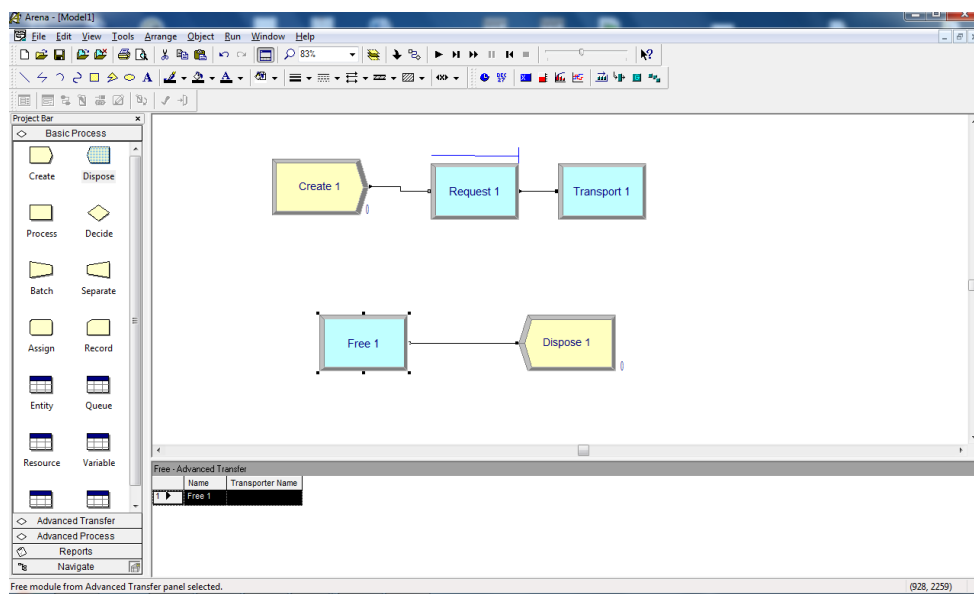 Arena - [Model1]
File Edit View Tools Arrange Object Run Window Help
83%
A
Project Bar
Basic Process
Create Dispose
Process Decide
Batch Separate
Assign Record
Entity Queue
Resource Variable
Advanced Transfer
Advanced Process
Reports
Navigate
Create 1
Request 1
Transport 1
Free 1
Dispose 1
Free - Advanced Transfer
Name Transporter Name
1 Free 1
Free module from Advanced Transfer panel selected.
(928, 2259)